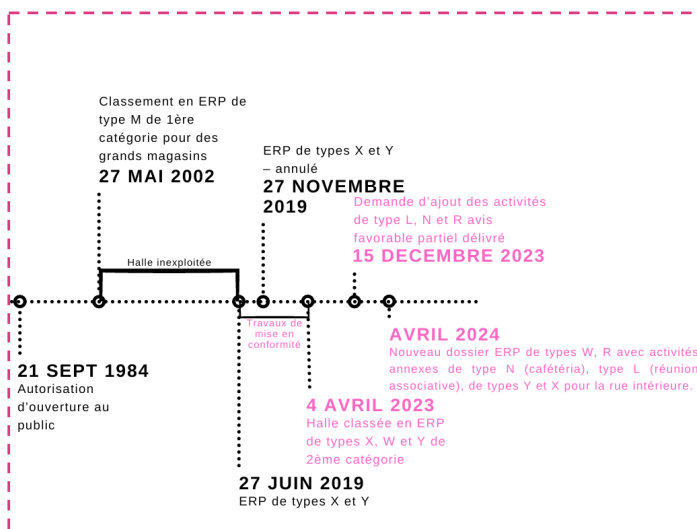 Classement en ERP de
type M de 1ère
catégorie pour des
grands magasins
27 MAI 2002
ERP de types X et Y
– annulé
27 NOVEMBRE
2019
Demande d'ajout des activités
de type L, N et R avis
favorable partiel délivré
15 DECEMBRE 2023
Halle inexploitée
Travaux de
mise en
conformité
21 SEPT 1984
Autorisation
d'ouverture au
public
AVRIL 2024
Nouveau dossier ERP de types W, R avec activités
annexes de type N (cafétéria), type L (réunion
associative), de types Y et X pour la rue intérieure.
4 AVRIL 2023
Halle classée en ERP
de types X, W et Y de
2ème catégorie
27 JUIN 2019
ERP de types X et Y